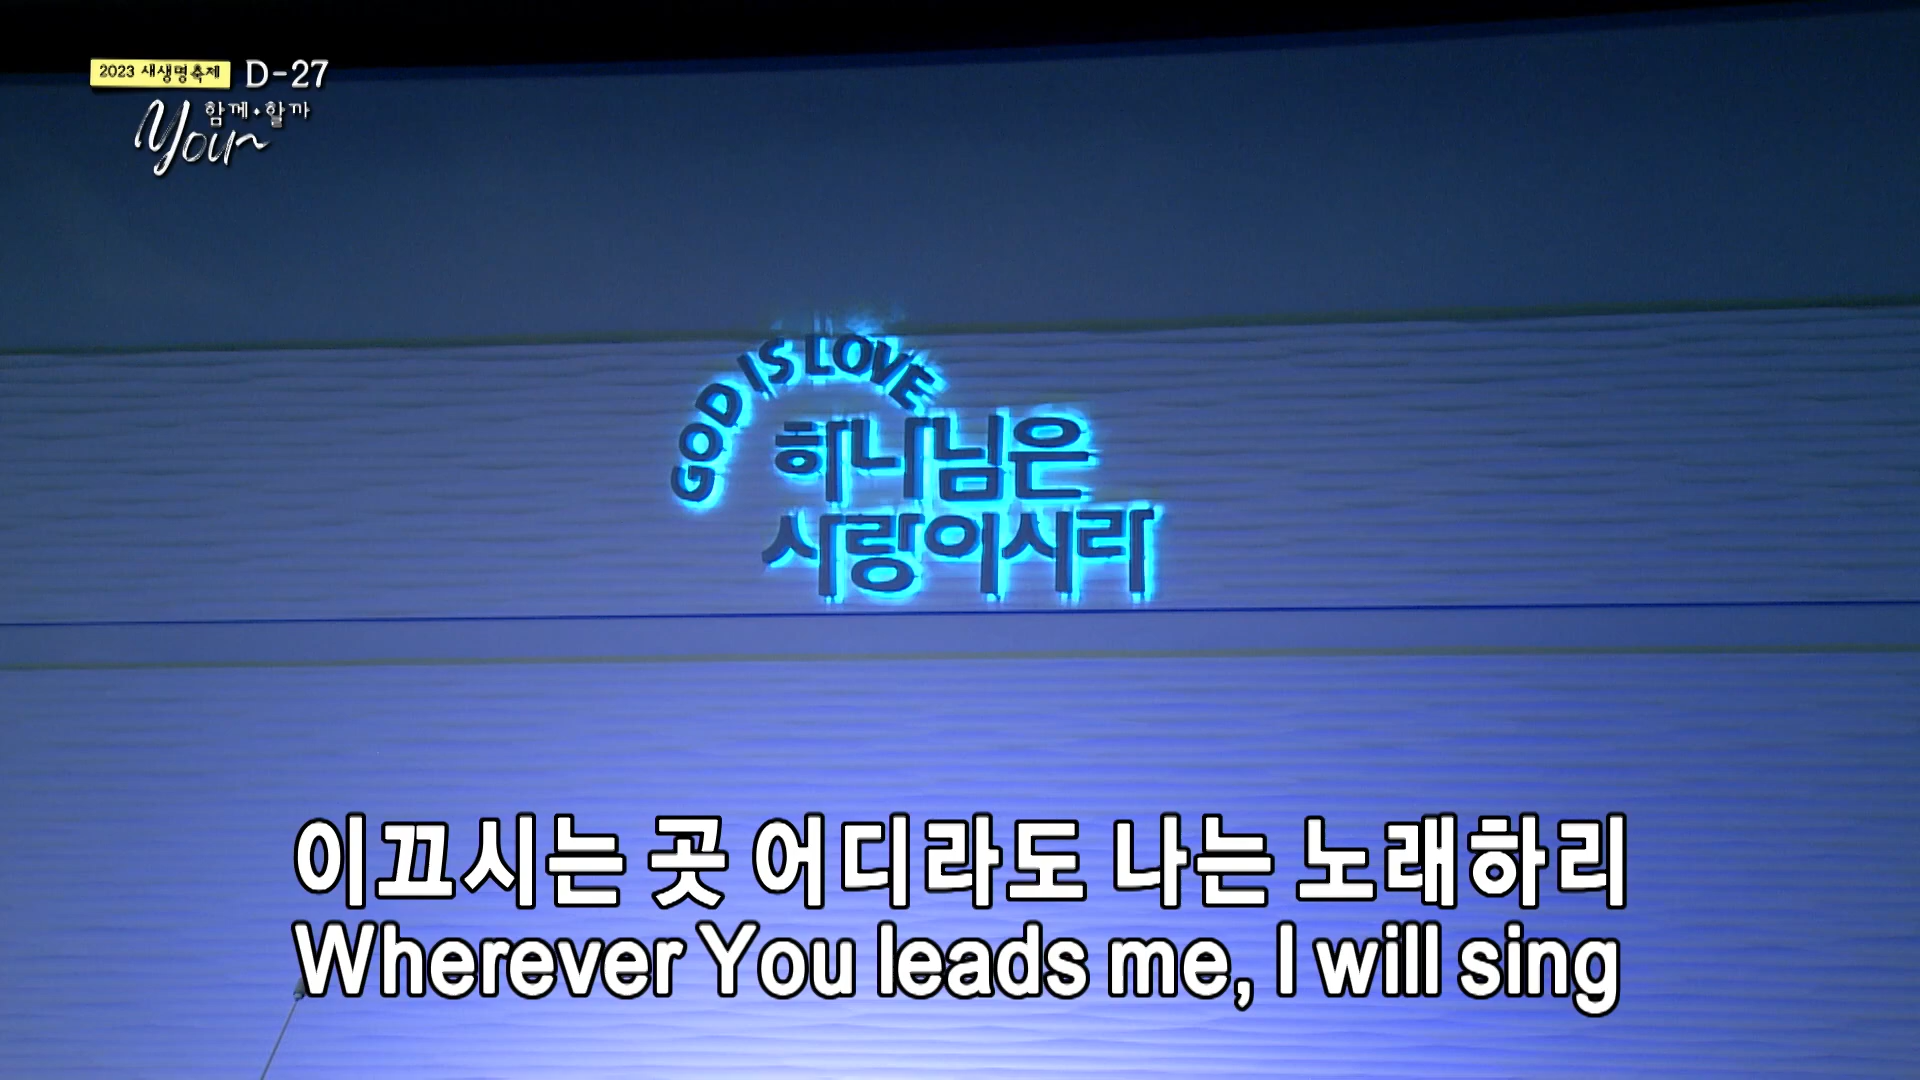 2023 새생명축제 D-27
함께·할까
You~
GOD IS LOVE
하나님은
사랑이시라
이끄시는 곳 어디라도 나는 노래하리
Wherever You leads me, I will sing